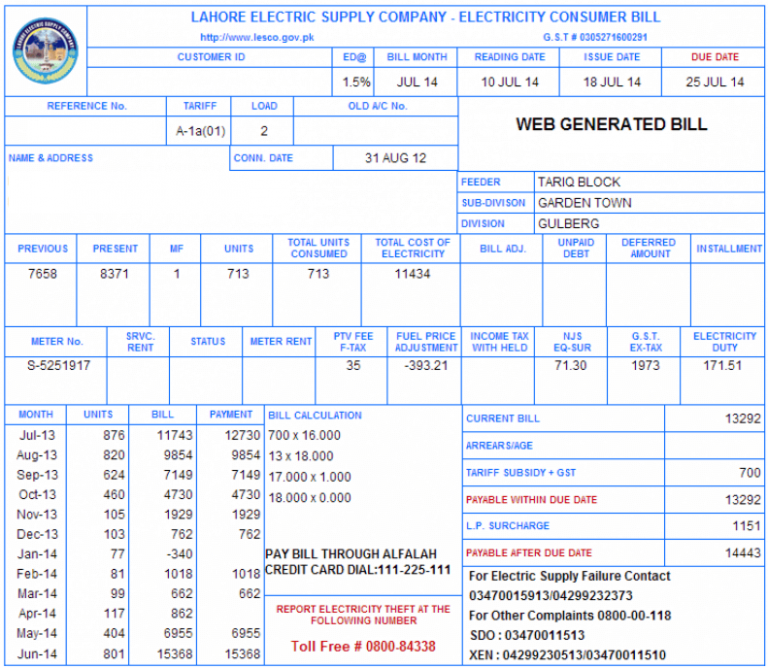 LAHORE ELECTRIC SUPPLY COMPANY - ELECTRICITY CONSUMER BILL
http://www.lesco.gov.pk G.S.T # 0305271600291
CUSTOMER ID ED@ BILL MONTH READING DATE ISSUE DATE DUE DATE
1.5% JUL 14 10 JUL 14 18 JUL 14 25 JUL 14
REFERENCE No. TARIFF LOAD OLD A/C No.
A-1a(01) 2
WEB GENERATED BILL
NAME & ADDRESS CONN. DATE 31 AUG 12
FEEDER TARIQ BLOCK
SUB-DIVISON GARDEN TOWN
DIVISION GULBERG
PREVIOUS PRESENT MF UNITS TOTAL UNITS CONSUMED TOTAL COST OF ELECTRICITY BILL ADJ. UNPAID DEBT DEFERRED AMOUNT INSTALLMENT
7658 8371 1 713 713 11434
METER No. SRVC. RENT STATUS METER RENT PTV FEE F-TAX FUEL PRICE ADJUSTMENT INCOME TAX WITH HELD NJS EQ-SUR G.S.T. EX-TAX ELECTRICITY DUTY
S-5251917 35 -393.21 71.30 1973 171.51
MONTH UNITS BILL PAYMENT
Jul-13 876 11743 12730
Aug-13 820 9854 9854
Sep-13 624 7149 7149
Oct-13 460 4730 4730
Nov-13 105 1929 1929
Dec-13 103 762 762
Jan-14 77 -340
Feb-14 81 1018 1018
Mar-14 99 662 662
Apr-14 117 862
May-14 404 6955 6955
Jun-14 801 15368 15368
BILL CALCULATION
700 x 16.000
13 x 18.000
17.000 x 1.000
18.000 x 0.000
PAY BILL THROUGH ALFALAH
CREDIT CARD DIAL:111-225-111
REPORT ELECTRICITY THEFT AT THE
FOLLOWING NUMBER
Toll Free # 0800-84338
CURRENT BILL 13292
ARREARS/AGE
TARIFF SUBSIDY + GST 700
PAYABLE WITHIN DUE DATE 13292
L.P. SURCHARGE 1151
PAYABLE AFTER DUE DATE 14443
For Electric Supply Failure Contact
03470015913/04299232373
For Other Complaints 0800-00-118
SDO : 03470011513
XEN : 04299230513/03470011510